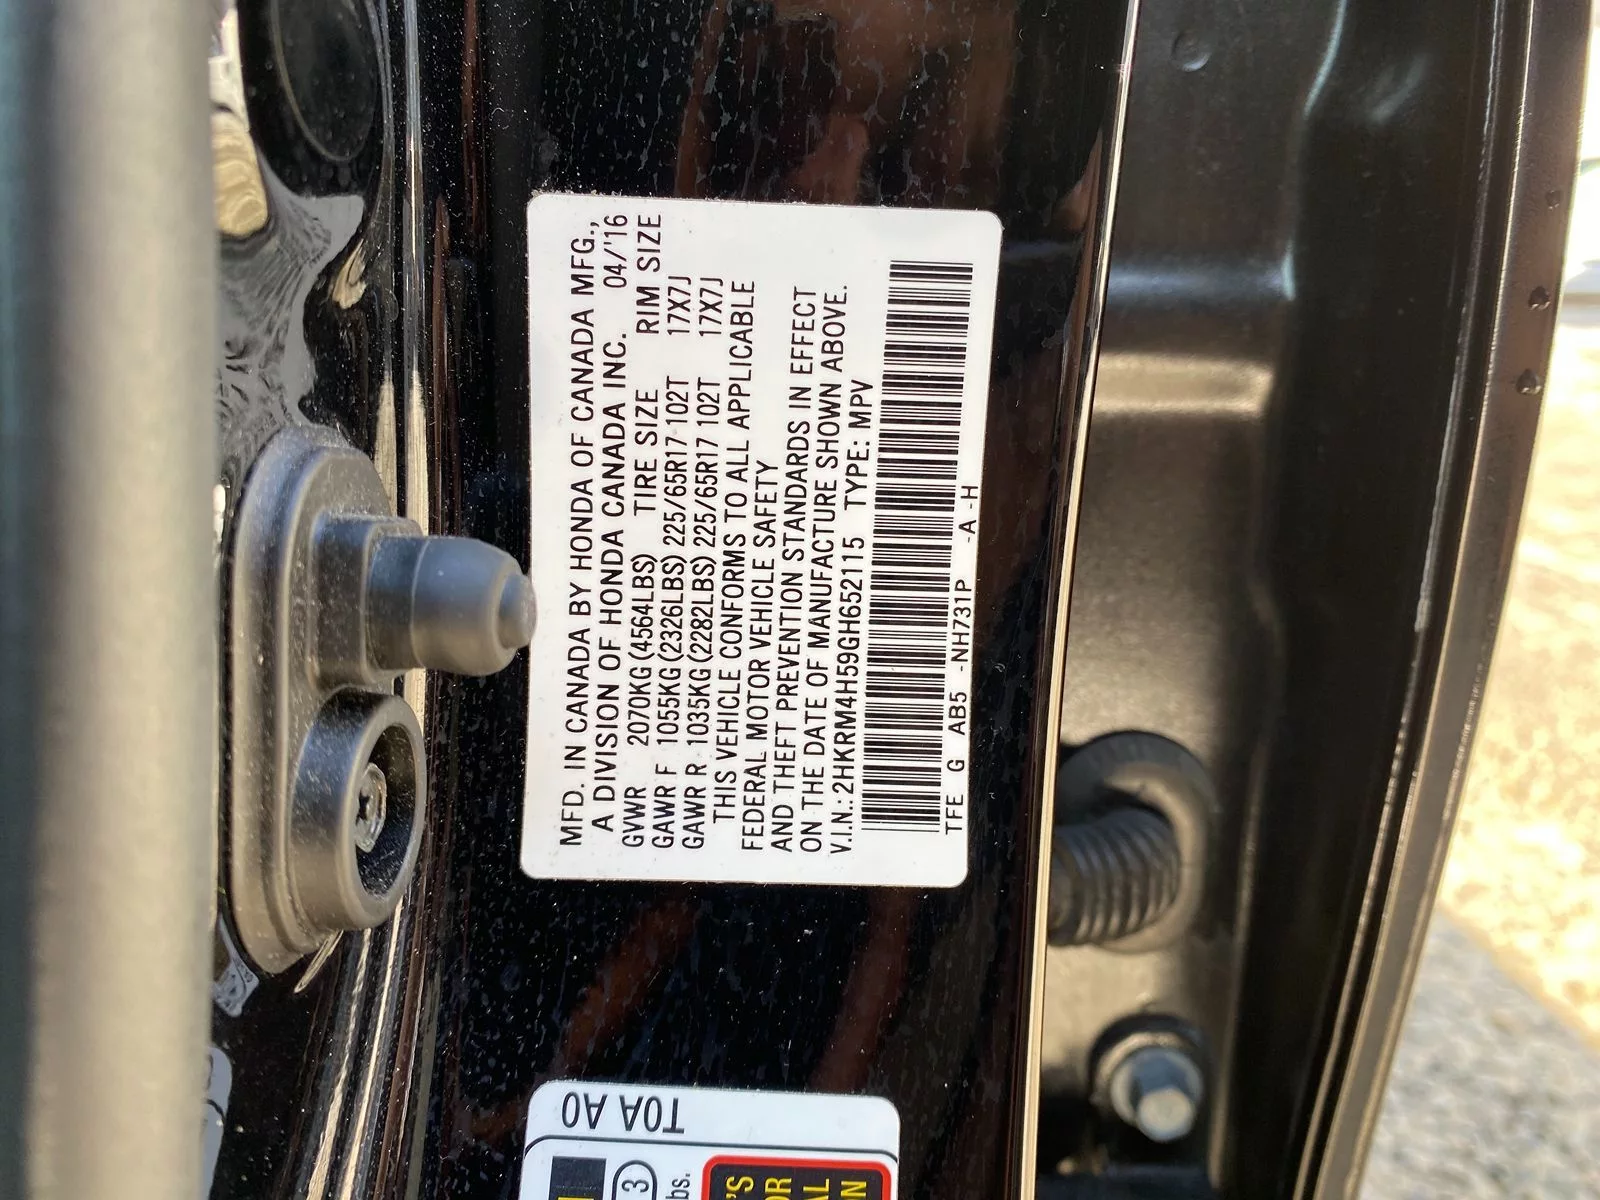 MFD. IN CANADA BY HONDA OF CANADA MFG.,
A DIVISION OF HONDA CANADA INC. 04/'16
GVWR 2070KG (4564LBS) TIRE SIZE RIM SIZE
GAWR F 1055KG (2326LBS) 225/65R17 102T 17X7J
GAWR R 1035KG (2282LBS) 225/65R17 102T 17X7J
THIS VEHICLE CONFORMS TO ALL APPLICABLE
FEDERAL MOTOR VEHICLE SAFETY
AND THEFT PREVENTION STANDARDS IN EFFECT
ON THE DATE OF MANUFACTURE SHOWN ABOVE.
V.I.N.: 2HKRM4H59GH652115 TYPE: MPV
TFE G AB5 -NH731P -A -H
T0A A0
3